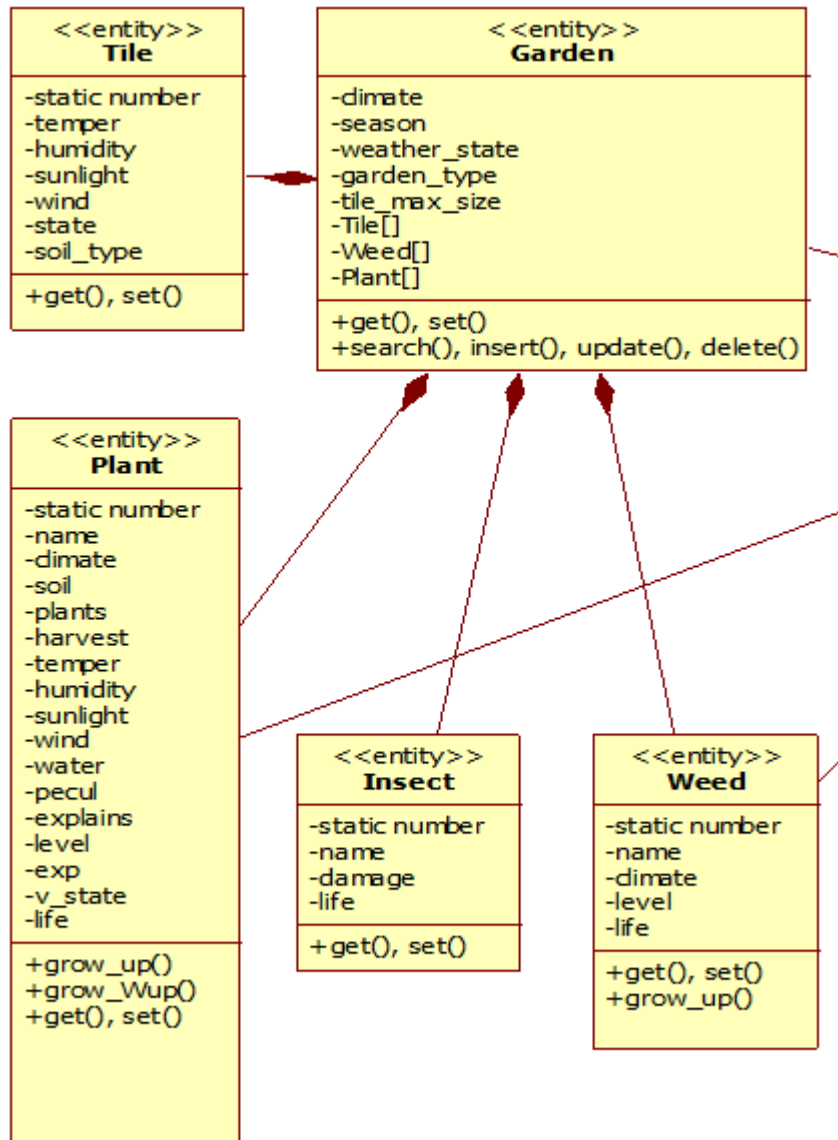 <<entity>>
Tile
-static number
-temper
-humidity
-sunlight
-wind
-state
-soil_type
+get(), set()
<<entity>>
Garden
-climate
-season
-weather_state
-garden_type
-tile_max_size
-Tile[]
-Weed[]
-Plant[]
+get(), set()
+search(), insert(), update(), delete()
<<entity>>
Plant
-static number
-name
-climate
-soil
-plants
-harvest
-temper
-humidity
-sunlight
-wind
-water
-pecul
-explains
-level
-exp
-v_state
-life
+grow_up()
+grow_Wup()
+get(), set()
<<entity>>
Insect
-static number
-name
-damage
-life
+get(), set()
<<entity>>
Weed
-static number
-name
-climate
-level
-life
+get(), set()
+grow_up()